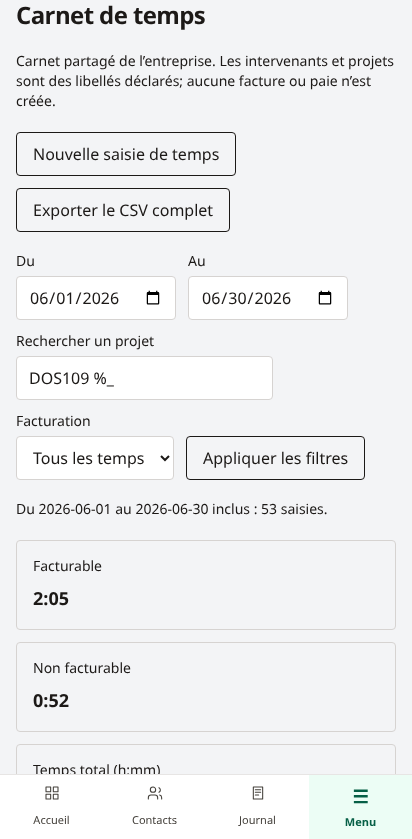 Carnet de temps
Carnet partagé de l’entreprise. Les intervenants et projets
sont des libellés déclarés; aucune facture ou paie n’est
créée.
Nouvelle saisie de temps
Exporter le CSV complet
Du Au
06/01/2026 06/30/2026
Rechercher un projet
DOS109 %_
Facturation
Tous les temps Appliquer les filtres
Du 2026-06-01 au 2026-06-30 inclus : 53 saisies.
Facturable
2:05
Non facturable
0:52
Temps total (h:mm)
Accueil Contacts Journal Menu